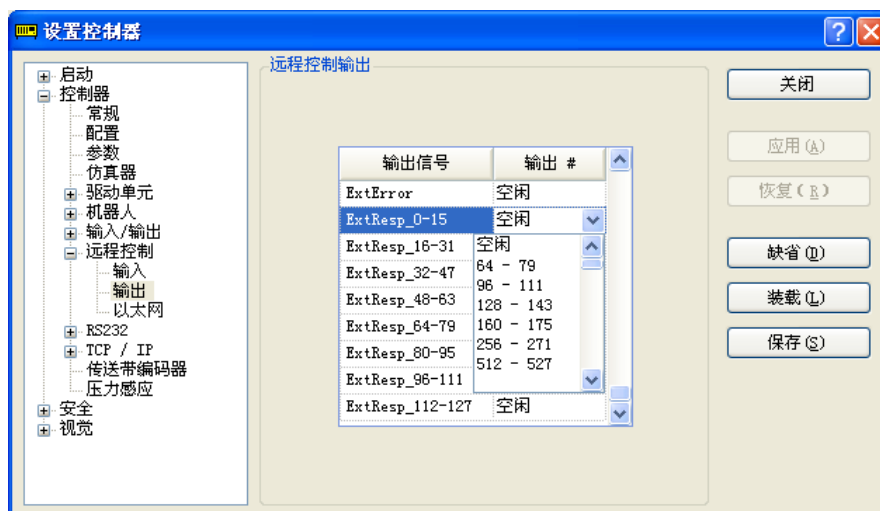 设置控制器
启动
控制器
常规
配置
参数
仿真器
驱动单元
机器人
输入/输出
远程控制
输入
输出
以太网
RS232
TCP / IP
传送带编码器
压力感应
安全
视觉
远程控制输出
输出信号 输出 #
ExtError 空闲
ExtResp_0-15 空闲
ExtResp_16-31
ExtResp_32-47
ExtResp_48-63
ExtResp_64-79
ExtResp_80-95
ExtResp_96-111
ExtResp_112-127 空闲
空闲
64 - 79
96 - 111
128 - 143
160 - 175
256 - 271
512 - 527
关闭
应用(A)
恢复(R)
缺省(D)
装载(L)
保存(S)